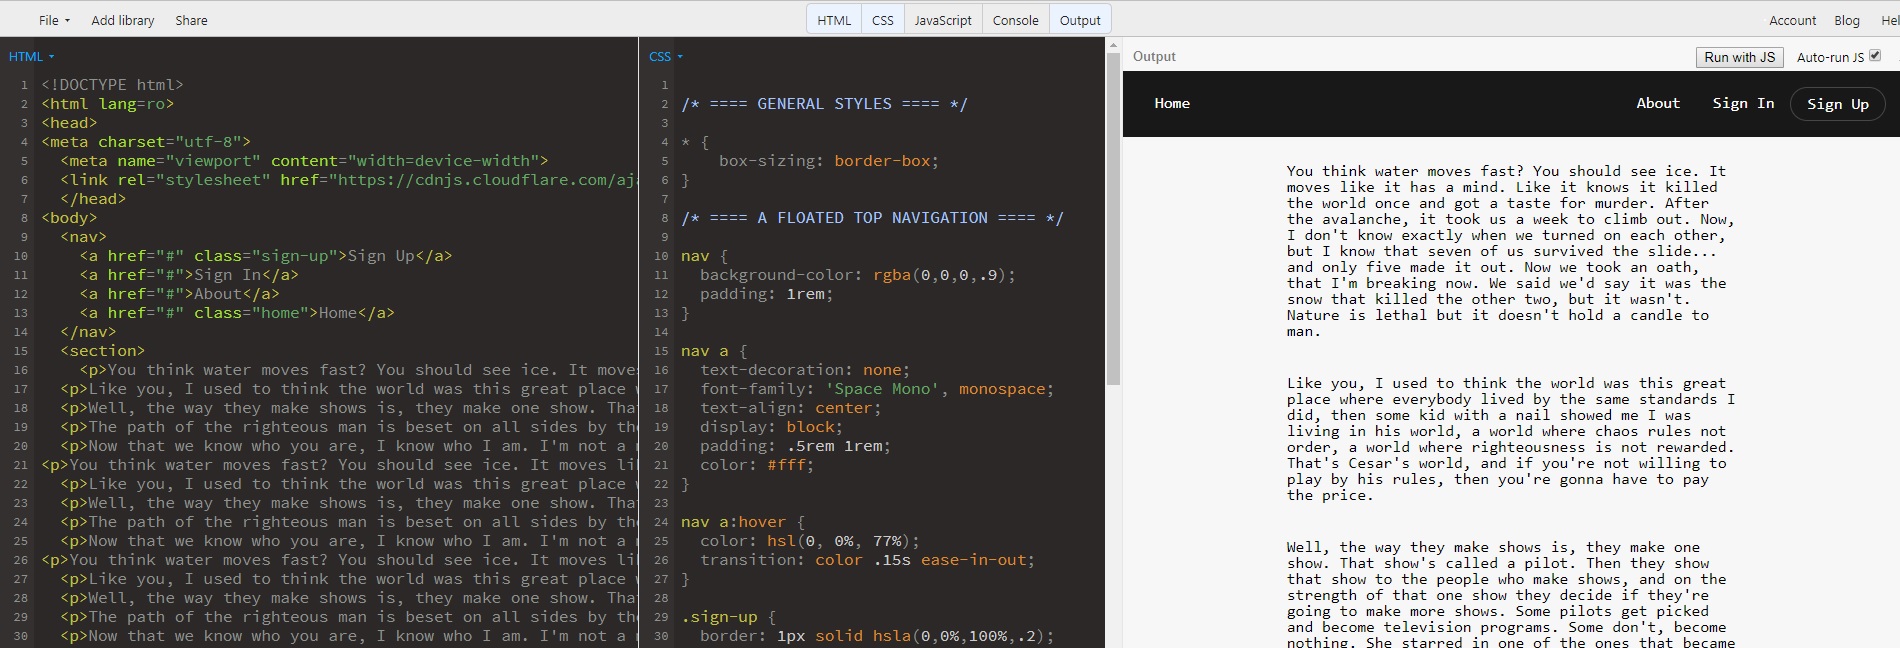 File Add library Share HTML CSS JavaScript Console Output Account Blog Hel
HTML
1 <!DOCTYPE html>
2 <html lang=ro>
3 <head>
4 <meta charset="utf-8">
5 <meta name="viewport" content="width=device-width">
6 <link rel="stylesheet" href="https://cdnjs.cloudflare.com/aj
7 </head>
8 <body>
9 <nav>
10 <a href="#" class="sign-up">Sign Up</a>
11 <a href="#">Sign In</a>
12 <a href="#">About</a>
13 <a href="#" class="home">Home</a>
14 </nav>
15 <section>
16 <p>You think water moves fast? You should see ice. It move
17 <p>Like you, I used to think the world was this great place
18 <p>Well, the way they make shows is, they make one show. Tha
19 <p>The path of the righteous man is beset on all sides by th
20 <p>Now that we know who you are, I know who I am. I'm not a
21 <p>You think water moves fast? You should see ice. It moves li
22 <p>Like you, I used to think the world was this great place
23 <p>Well, the way they make shows is, they make one show. Tha
24 <p>The path of the righteous man is beset on all sides by th
25 <p>Now that we know who you are, I know who I am. I'm not a
26 <p>You think water moves fast? You should see ice. It moves li
27 <p>Like you, I used to think the world was this great place
28 <p>Well, the way they make shows is, they make one show. Tha
29 <p>The path of the righteous man is beset on all sides by th
30 <p>Now that we know who you are, I know who I am. I'm not a
CSS
1
2 /* ==== GENERAL STYLES ==== */
3
4 * {
5 box-sizing: border-box;
6 }
7
8 /* ==== A FLOATED TOP NAVIGATION ==== */
9
10 nav {
11 background-color: rgba(0,0,0,.9);
12 padding: 1rem;
13 }
14
15 nav a {
16 text-decoration: none;
17 font-family: 'Space Mono', monospace;
18 text-align: center;
19 display: block;
20 padding: .5rem 1rem;
21 color: #fff;
22 }
23
24 nav a:hover {
25 color: hsl(0, 0%, 77%);
26 transition: color .15s ease-in-out;
27 }
28
29 .sign-up {
30 border: 1px solid hsla(0,0%,100%,.2);
Output Run with JS Auto-run JS
Home About Sign In Sign Up
You think water moves fast? You should see ice. It
moves like it has a mind. Like it knows it killed
the world once and got a taste for murder. After
the avalanche, it took us a week to climb out. Now,
I don't know exactly when we turned on each other,
but I know that seven of us survived the slide...
and only five made it out. Now we took an oath,
that I'm breaking now. We said we'd say it was the
snow that killed the other two, but it wasn't.
Nature is lethal but it doesn't hold a candle to
man.
Like you, I used to think the world was this great
place where everybody lived by the same standards I
did, then some kid with a nail showed me I was
living in his world, a world where chaos rules not
order, a world where righteousness is not rewarded.
That's Cesar's world, and if you're not willing to
play by his rules, then you're gonna have to pay
the price.
Well, the way they make shows is, they make one
show. That show's called a pilot. Then they show
that show to the people who make shows, and on the
strength of that one show they decide if they're
going to make more shows. Some pilots get picked
and become television programs. Some don't, become
nothing. She starred in one of the ones that became